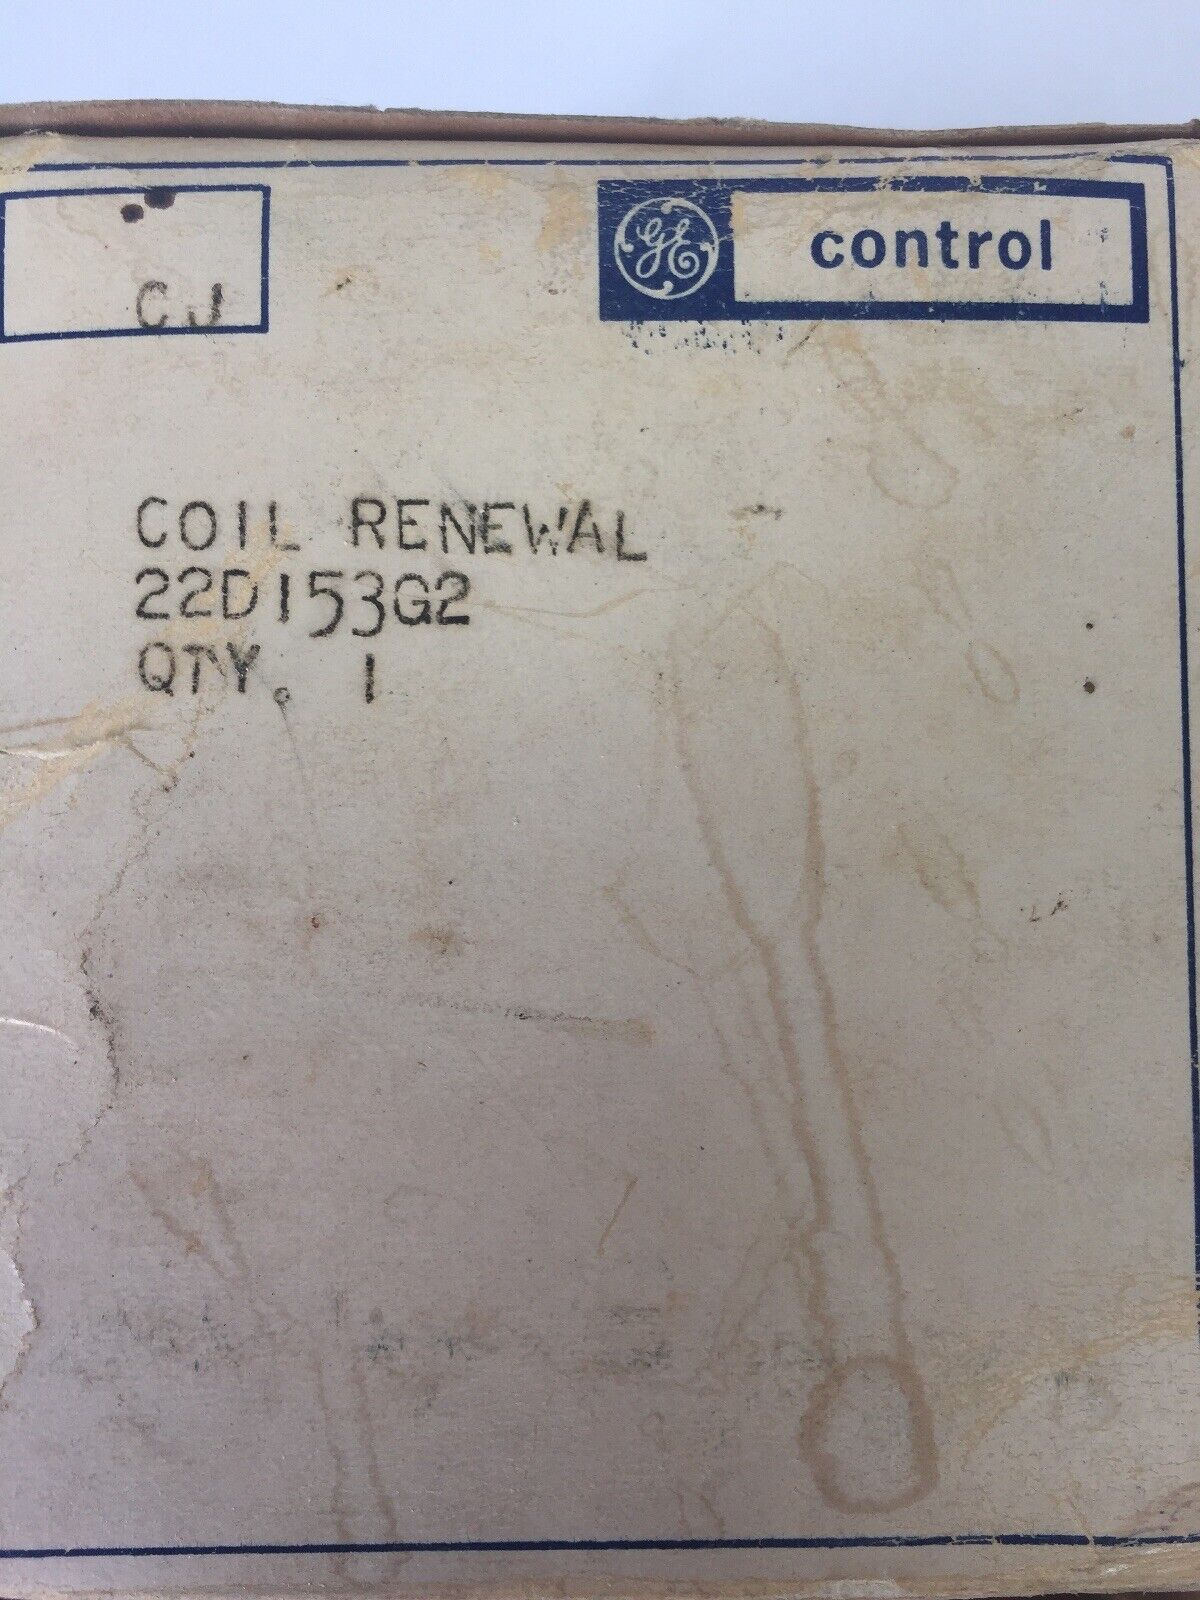 GE control
CJ
COIL RENEWAL
22D153G2
QTY. 1